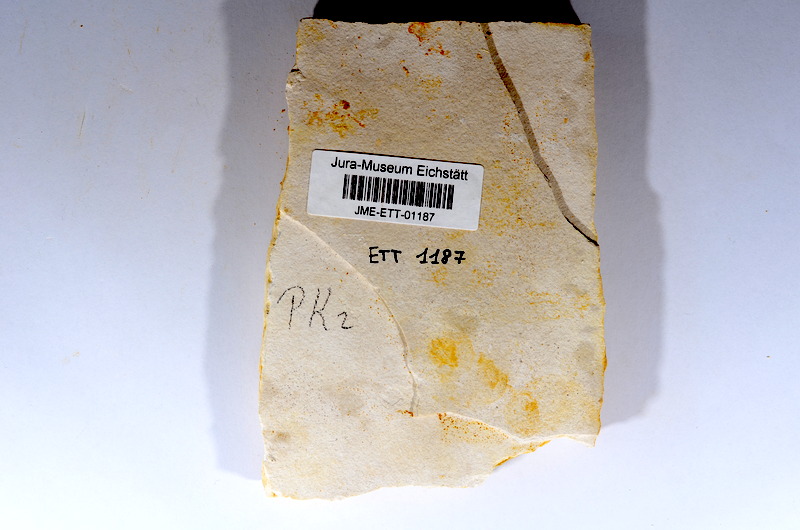 Jura-Museum Eichstätt
JME-ETT-01187
ETT 1187
PK2